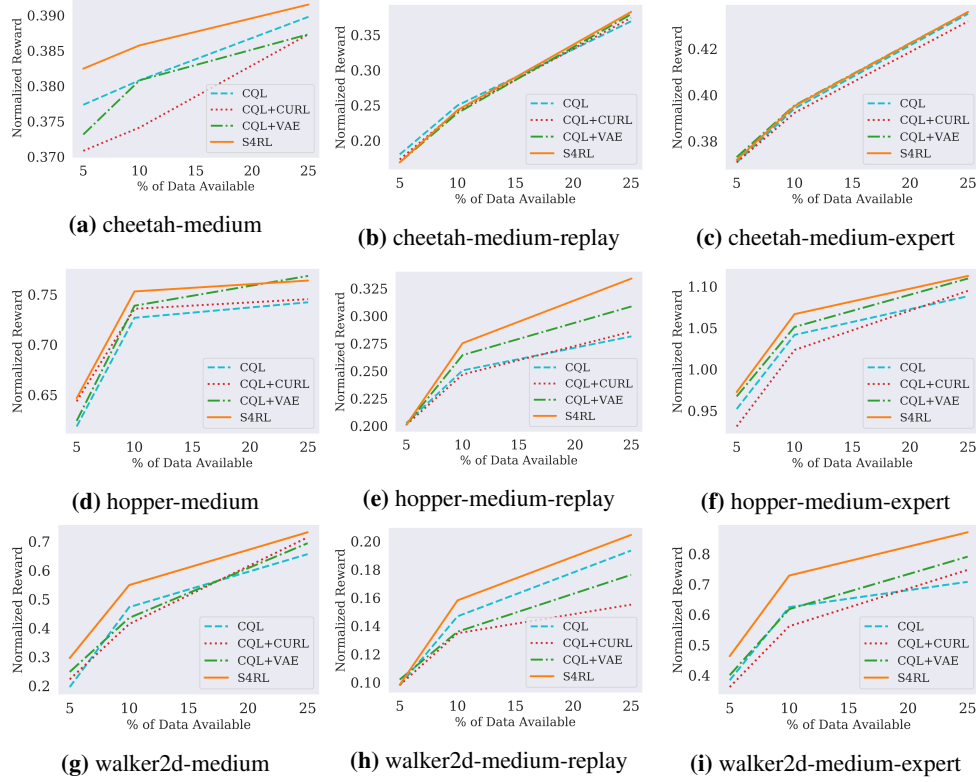 0.390
0.385
0.380
0.375
0.370
Normalized Reward
CQL
CQL+CURL
CQL+VAE
S4RL
5 10 15 20 25
% of Data Available
(a) cheetah-medium
0.35
0.30
0.25
0.20
Normalized Reward
CQL
CQL+CURL
CQL+VAE
S4RL
5 10 15 20 25
% of Data Available
(b) cheetah-medium-replay
0.42
0.40
0.38
Normalized Reward
CQL
CQL+CURL
CQL+VAE
S4RL
5 10 15 20 25
% of Data Available
(c) cheetah-medium-expert
0.75
0.70
0.65
Normalized Reward
CQL
CQL+CURL
CQL+VAE
S4RL
5 10 15 20 25
% of Data Available
(d) hopper-medium
0.325
0.300
0.275
0.250
0.225
0.200
Normalized Reward
CQL
CQL+CURL
CQL+VAE
S4RL
5 10 15 20 25
% of Data Available
(e) hopper-medium-replay
1.10
1.05
1.00
0.95
Normalized Reward
CQL
CQL+CURL
CQL+VAE
S4RL
5 10 15 20 25
% of Data Available
(f) hopper-medium-expert
0.7
0.6
0.5
0.4
0.3
0.2
Normalized Reward
CQL
CQL+CURL
CQL+VAE
S4RL
5 10 15 20 25
% of Data Available
(g) walker2d-medium
0.20
0.18
0.16
0.14
0.12
0.10
Normalized Reward
CQL
CQL+CURL
CQL+VAE
S4RL
5 10 15 20 25
% of Data Available
(h) walker2d-medium-replay
0.8
0.7
0.6
0.5
0.4
Normalized Reward
CQL
CQL+CURL
CQL+VAE
S4RL
5 10 15 20 25
% of Data Available
(i) walker2d-medium-expert